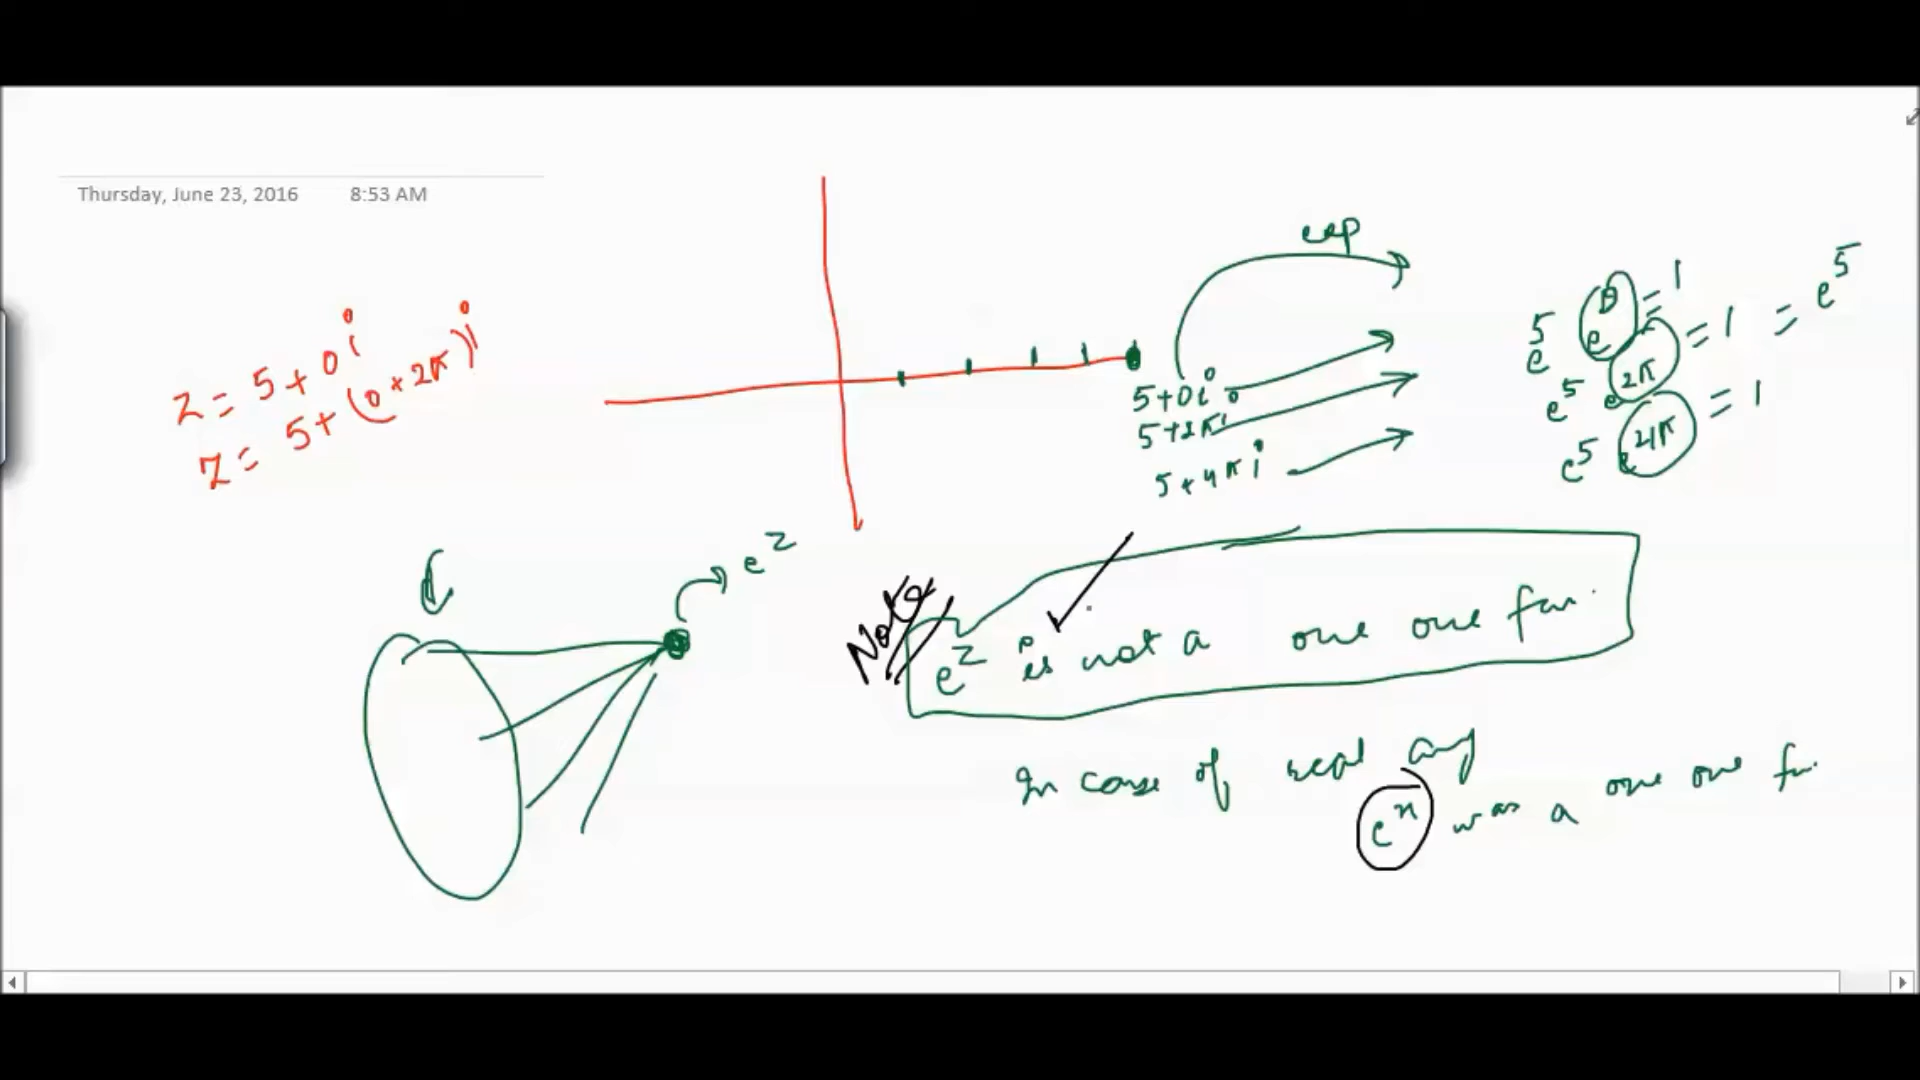 Thursday, June 23, 2016 8:53 AM
exp
z = 5 + 0i
z = 5 + (0 + 2π)i
5+0i
5+2πi
5+4πi
e^5 e^0 = 1
e^5 e^2π = 1 = e^5
e^5 e^4π = 1
ℂ
e^z
Note
e^z is not a one one fun.
In case of real any
e^x was a one one fn.